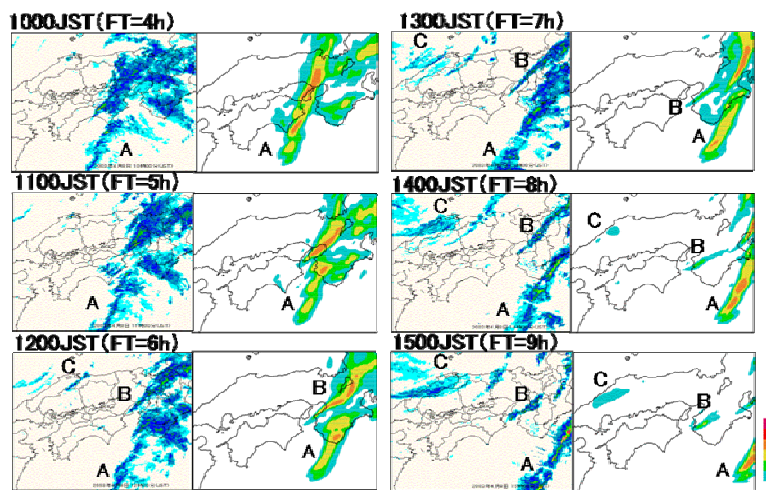 1000JST(FT=4h)
A
A
1100JST(FT=5h)
A
A
1200JST(FT=6h)
C
B
A
B
A
1300JST(FT=7h)
C
B
A
B
A
1400JST(FT=8h)
C
B
A
C
B
A
1500JST(FT=9h)
C
B
A
C
B
A